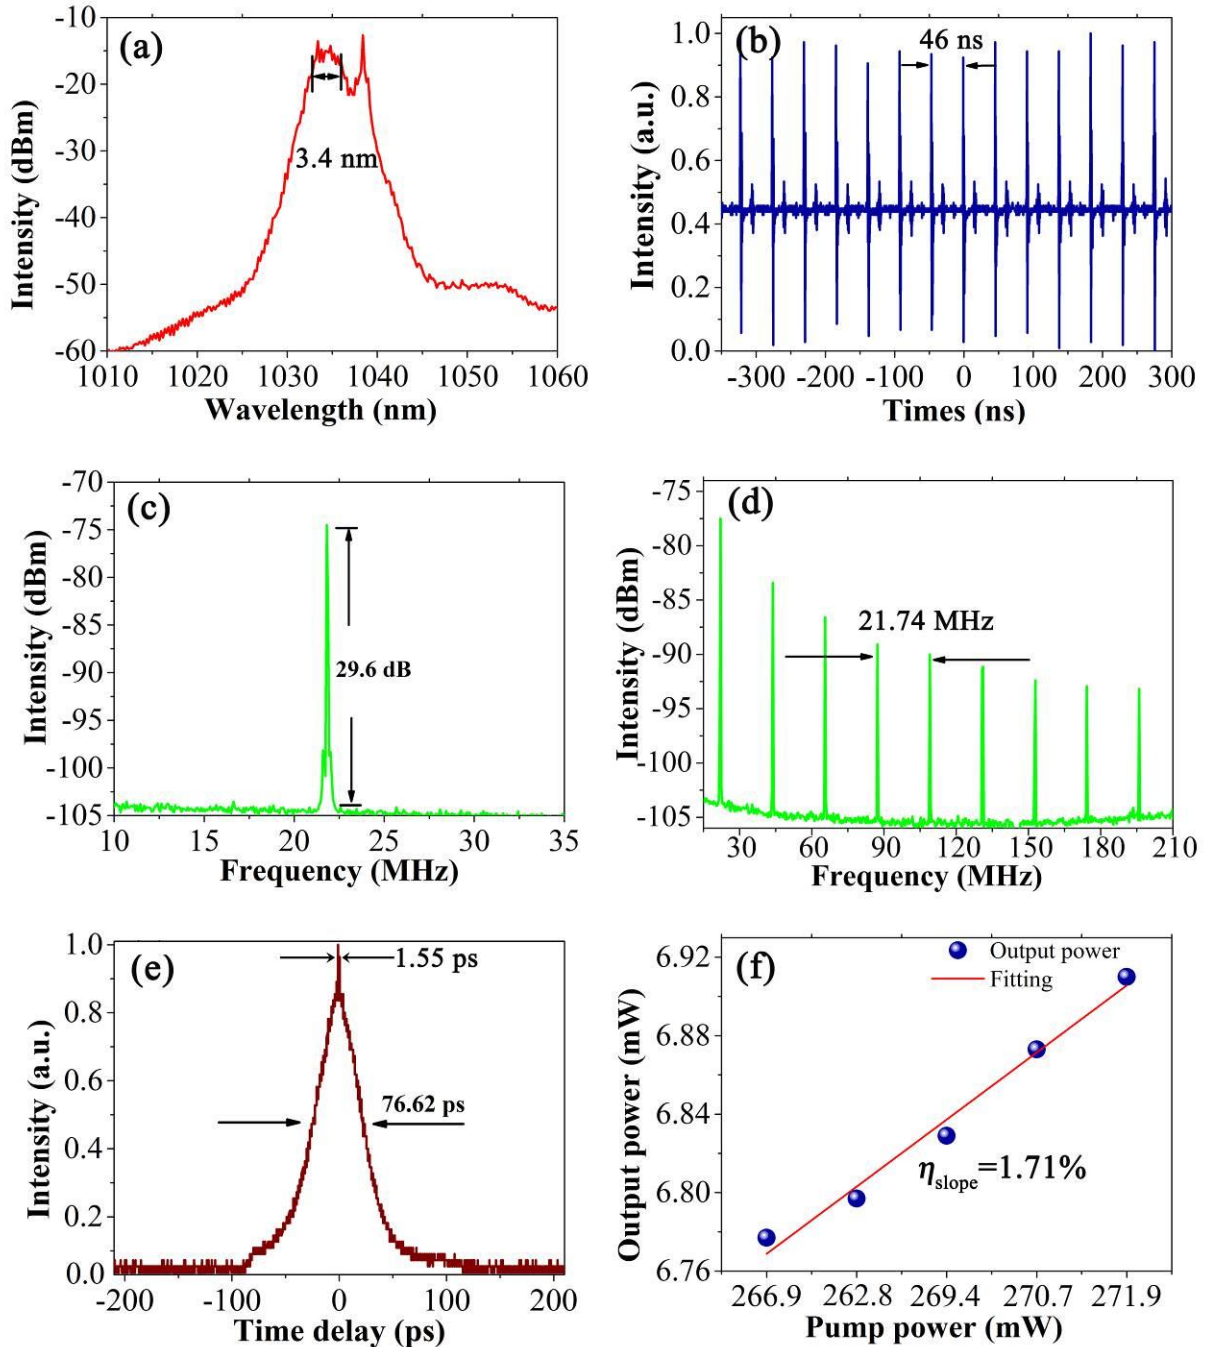 (a)
3.4 nm
-10
-20
-30
-40
-50
-60
Intensity (dBm)
1010 1020 1030 1040 1050 1060
Wavelength (nm)
(b)
46 ns
1.0
0.8
0.6
0.4
0.2
0.0
Intensity (a.u.)
-300 -200 -100 0 100 200 300
Times (ns)
(c)
29.6 dB
-70
-75
-80
-85
-90
-95
-100
-105
Intensity (dBm)
10 15 20 25 30 35
Frequency (MHz)
(d)
21.74 MHz
-75
-80
-85
-90
-95
-100
-105
Intensity (dBm)
30 60 90 120 150 180 210
Frequency (MHz)
(e)
1.55 ps
76.62 ps
1.0
0.8
0.6
0.4
0.2
0.0
Intensity (a.u.)
-200 -100 0 100 200
Time delay (ps)
(f)
Output power
Fitting
ηslope=1.71%
6.92
6.88
6.84
6.80
6.76
Output power (mW)
266.9 262.8 269.4 270.7 271.9
Pump power (mW)